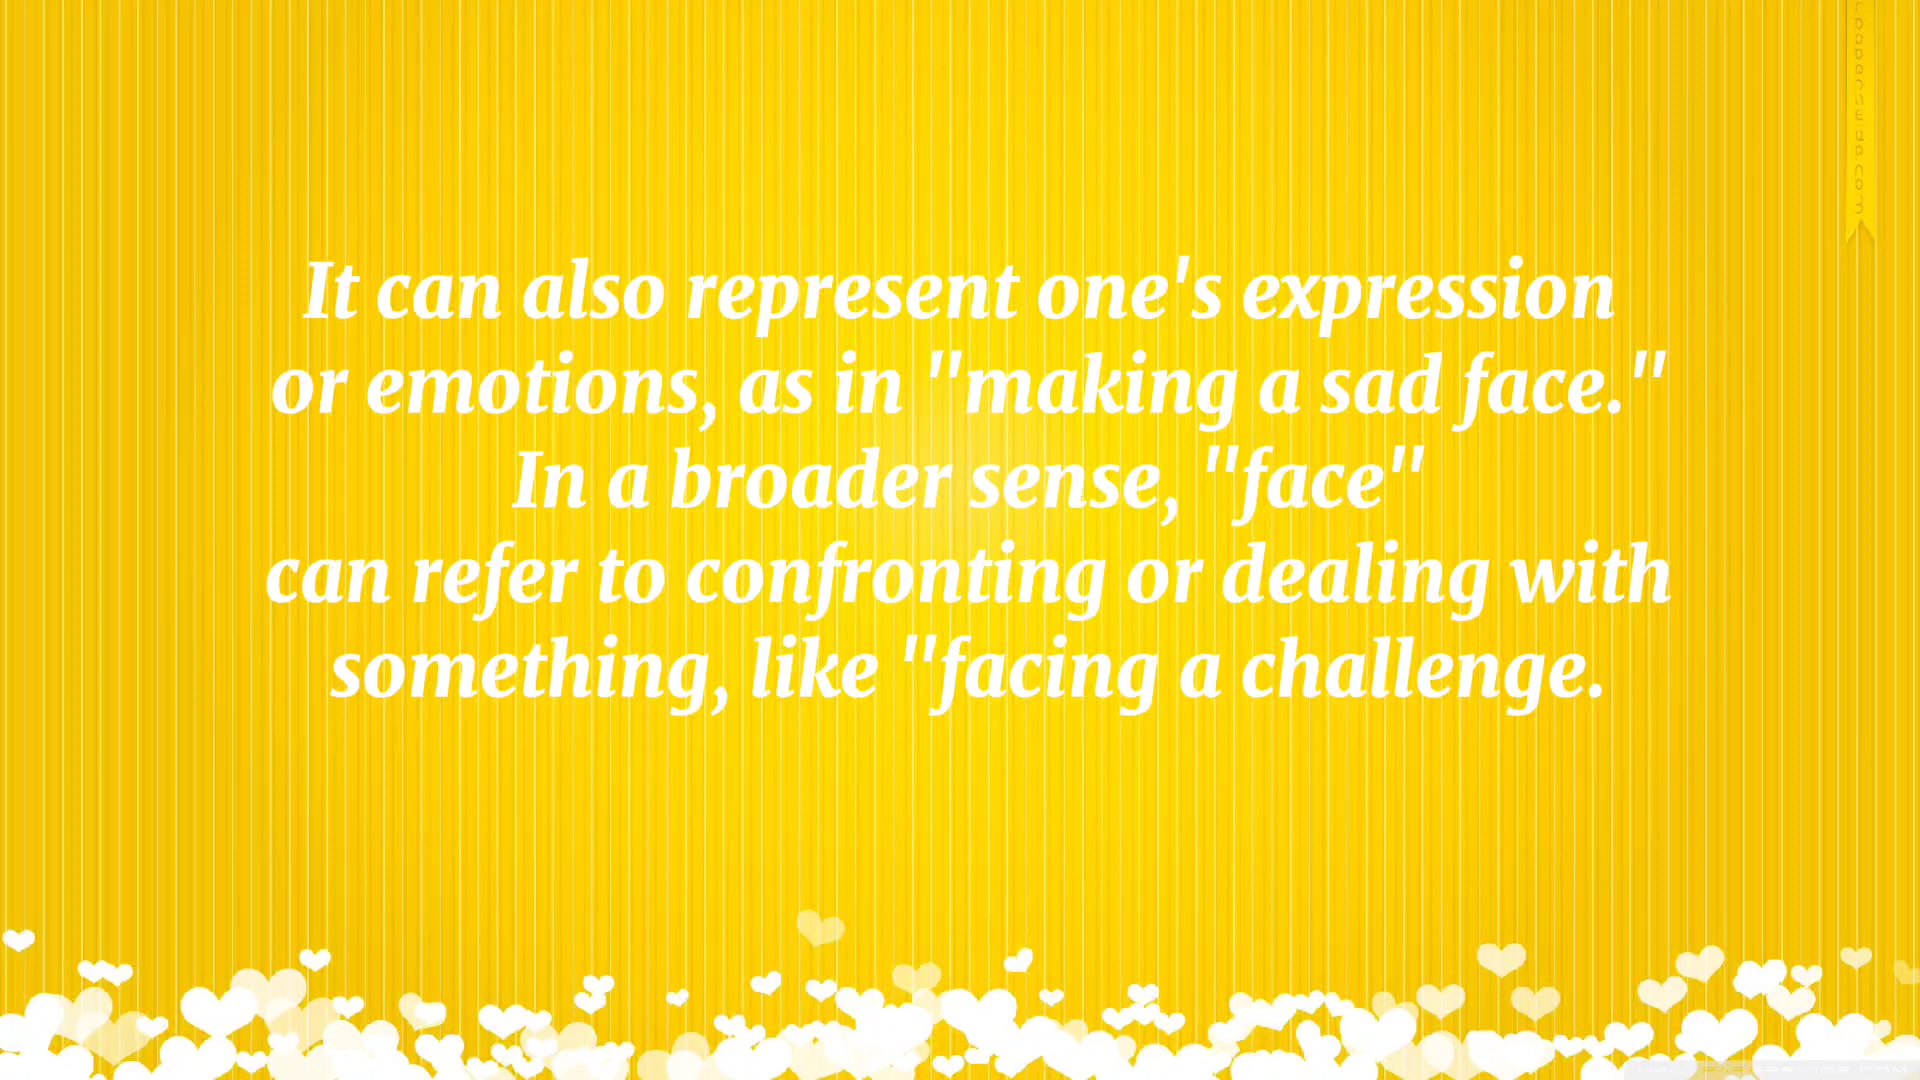 It can also represent one's expression
or emotions, as in "making a sad face."
In a broader sense, "face"
can refer to confronting or dealing with
something, like "facing a challenge.